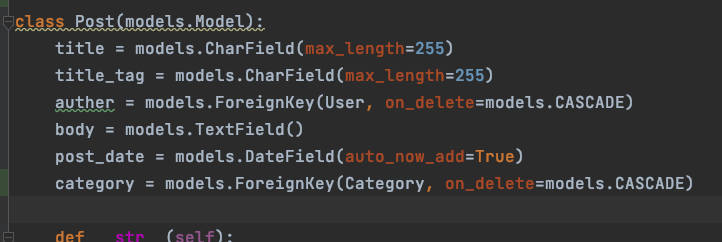 class Post(models.Model):
    title = models.CharField(max_length=255)
    title_tag = models.CharField(max_length=255)
    auther = models.ForeignKey(User, on_delete=models.CASCADE)
    body = models.TextField()
    post_date = models.DateField(auto_now_add=True)
    category = models.ForeignKey(Category, on_delete=models.CASCADE)
    def __str__(self):